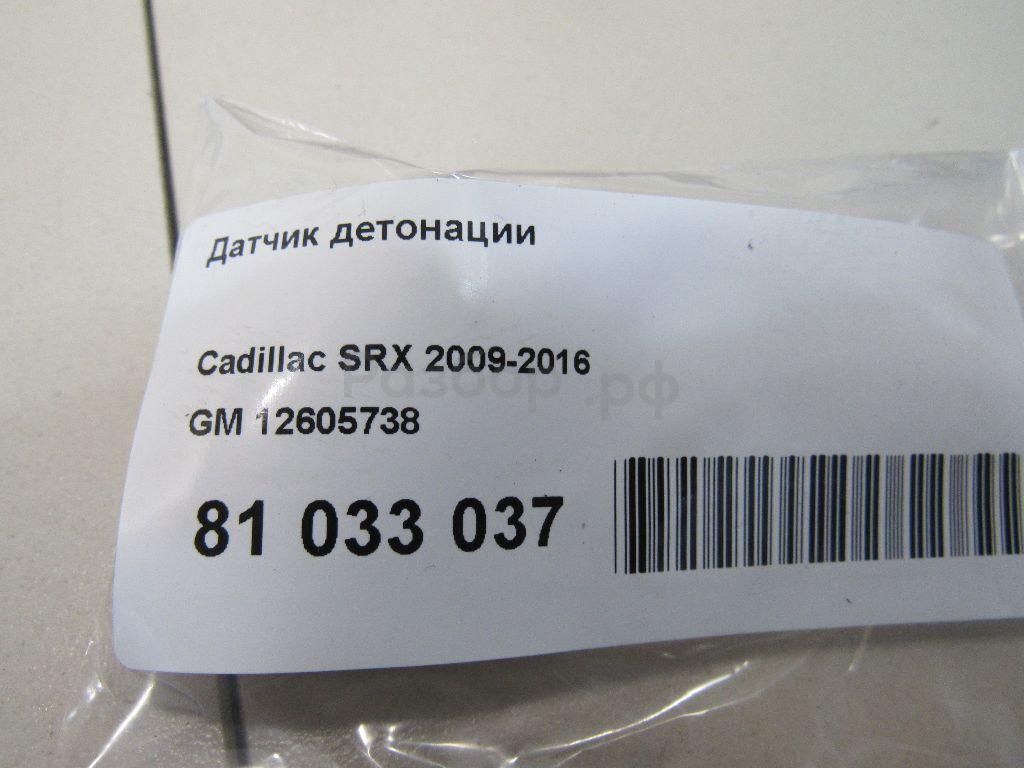 Датчик детонации
Cadillac SRX 2009-2016
Разбор.рф
GM 12605738
81 033 037